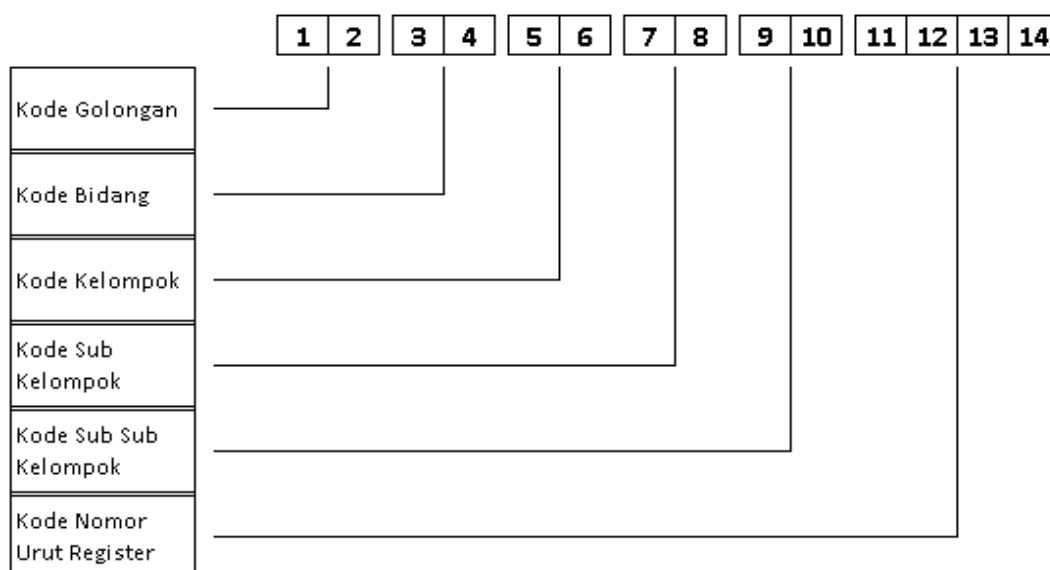 1 2 3 4 5 6 7 8 9 10 11 12 13 14
Kode Golongan
Kode Bidang
Kode Kelompok
Kode Sub
Kelompok
Kode Sub Sub
Kelompok
Kode Nomor
Urut Register